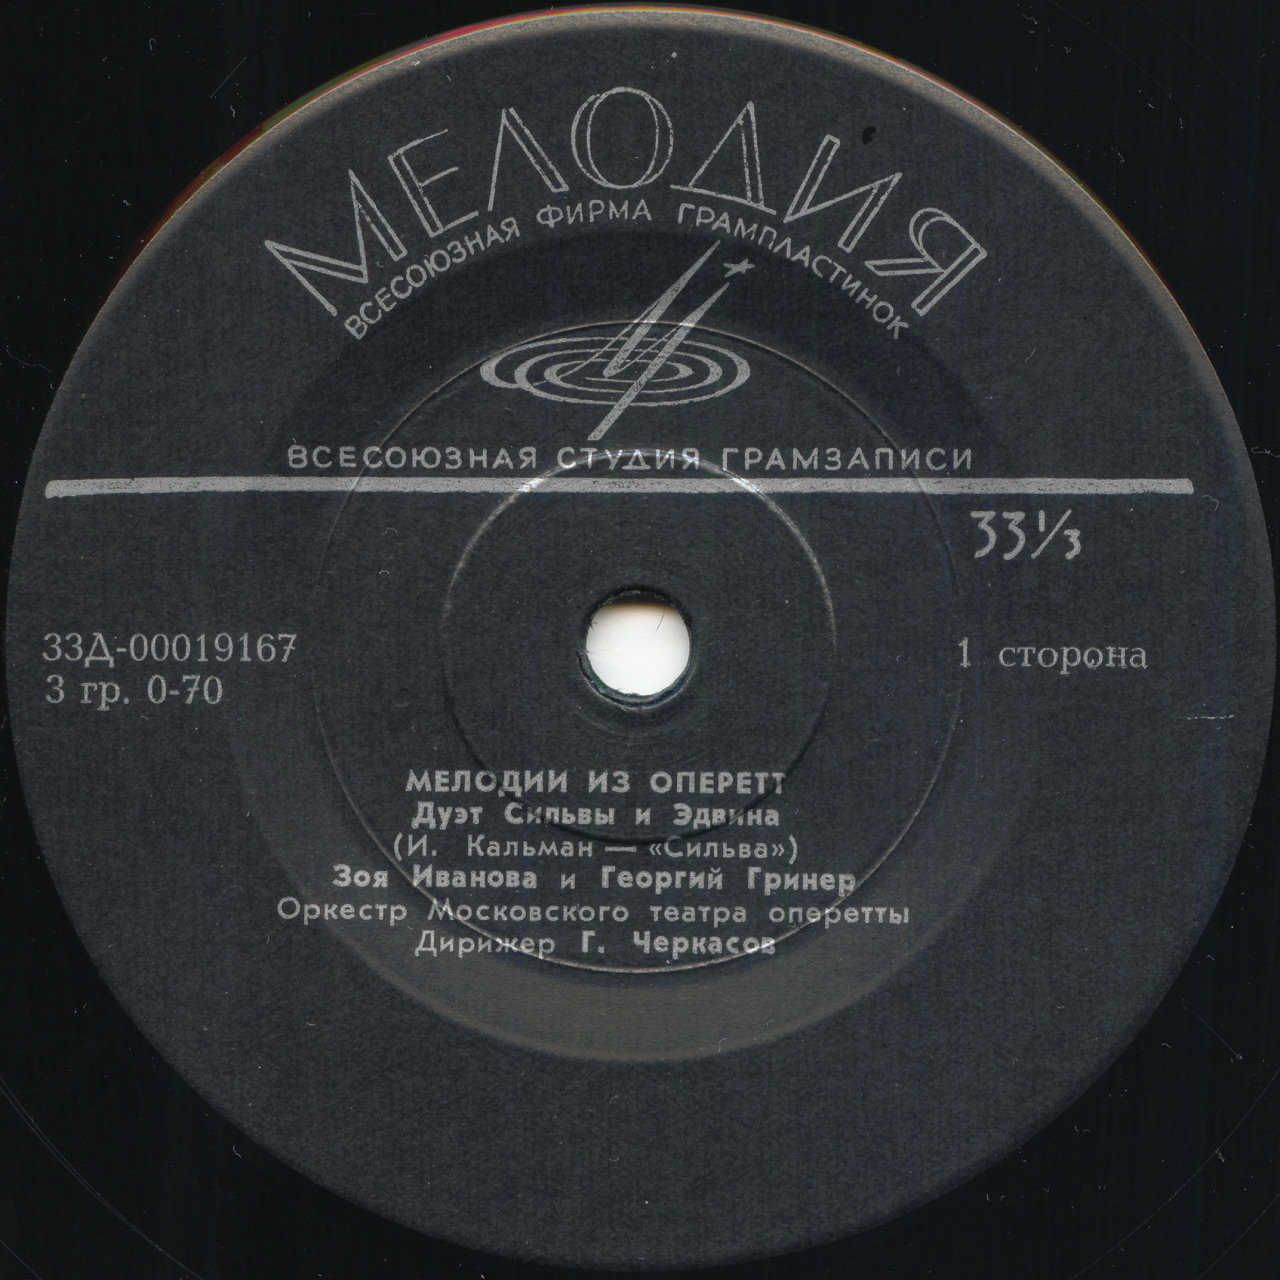 МЕЛОДИЯ
ВСЕСОЮЗНАЯ ФИРМА ГРАМПЛАСТИНОК
ВСЕСОЮЗНАЯ СТУДИЯ ГРАМЗАПИСИ
33⅓
33Д-00019167
3 гр. 0-70
1 сторона
МЕЛОДИИ ИЗ ОПЕРЕТТ
Дуэт Сильвы и Эдвина
(И. Кальман — «Сильва»)
Зоя Иванова и Георгий Гринер
Оркестр Московского театра оперетты
Дирижер Г. Черкасов